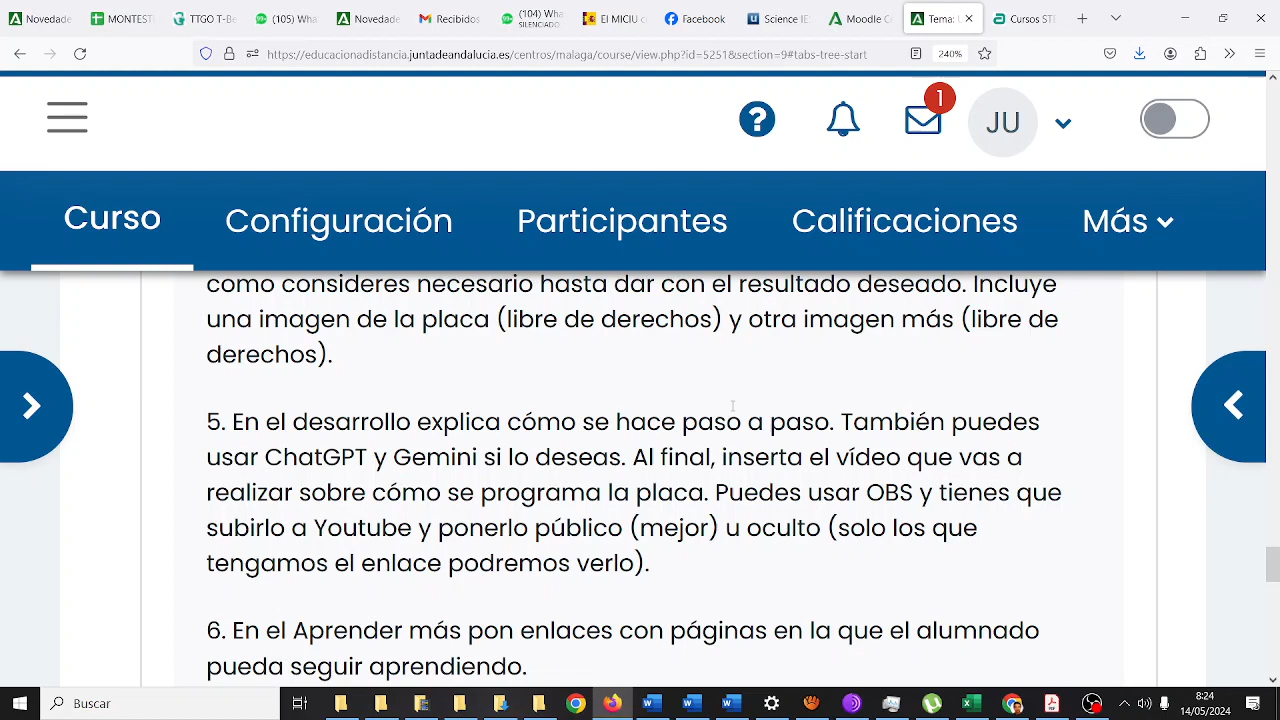 Novedade
MONTEST
TTGO T-Be
(105) Wha
Novedade
Recibidos
(104) Wha
SILENCIADO
El MICIU c
Facebook
Science IES
Moodle C
Tema: U
Cursos STE
https://educaciondistancia.juntadeandalucia.es/centros/malaga/course/view.php?id=5251&section=9#tabs-tree-start
240%
?
1
JU
Curso
Configuración
Participantes
Calificaciones
Más
como consideres necesario hasta dar con el resultado deseado. Incluye
una imagen de la placa (libre de derechos) y otra imagen más (libre de
derechos).
5. En el desarrollo explica cómo se hace paso a paso. También puedes
usar ChatGPT y Gemini si lo deseas. Al final, inserta el vídeo que vas a
realizar sobre cómo se programa la placa. Puedes usar OBS y tienes que
subirlo a Youtube y ponerlo público (mejor) u oculto (solo los que
tengamos el enlace podremos verlo).
6. En el Aprender más pon enlaces con páginas en la que el alumnado
pueda seguir aprendiendo.
Buscar
8:24
14/05/2024